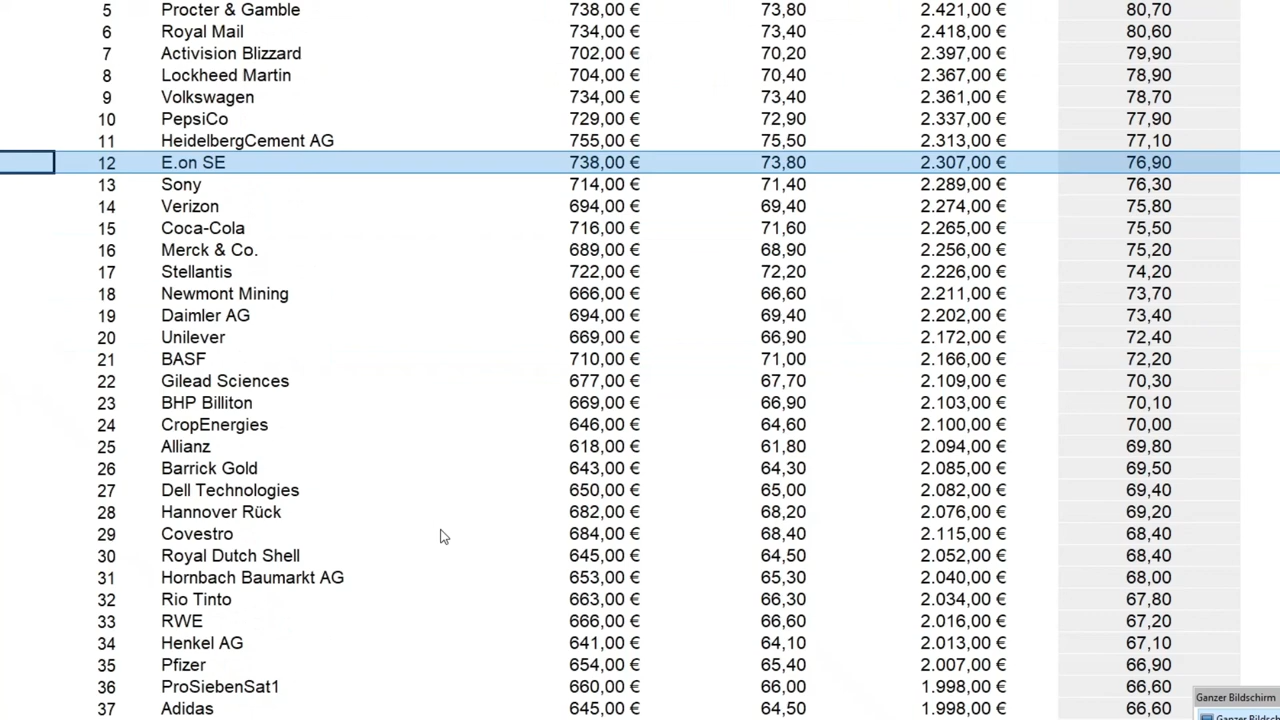 5 Procter & Gamble 738,00 € 73,80 2.421,00 € 80,70
6 Royal Mail 734,00 € 73,40 2.418,00 € 80,60
7 Activision Blizzard 702,00 € 70,20 2.397,00 € 79,90
8 Lockheed Martin 704,00 € 70,40 2.367,00 € 78,90
9 Volkswagen 734,00 € 73,40 2.361,00 € 78,70
10 PepsiCo 729,00 € 72,90 2.337,00 € 77,90
11 HeidelbergCement AG 755,00 € 75,50 2.313,00 € 77,10
12 E.on SE 738,00 € 73,80 2.307,00 € 76,90
13 Sony 714,00 € 71,40 2.289,00 € 76,30
14 Verizon 694,00 € 69,40 2.274,00 € 75,80
15 Coca-Cola 716,00 € 71,60 2.265,00 € 75,50
16 Merck & Co. 689,00 € 68,90 2.256,00 € 75,20
17 Stellantis 722,00 € 72,20 2.226,00 € 74,20
18 Newmont Mining 666,00 € 66,60 2.211,00 € 73,70
19 Daimler AG 694,00 € 69,40 2.202,00 € 73,40
20 Unilever 669,00 € 66,90 2.172,00 € 72,40
21 BASF 710,00 € 71,00 2.166,00 € 72,20
22 Gilead Sciences 677,00 € 67,70 2.109,00 € 70,30
23 BHP Billiton 669,00 € 66,90 2.103,00 € 70,10
24 CropEnergies 646,00 € 64,60 2.100,00 € 70,00
25 Allianz 618,00 € 61,80 2.094,00 € 69,80
26 Barrick Gold 643,00 € 64,30 2.085,00 € 69,50
27 Dell Technologies 650,00 € 65,00 2.082,00 € 69,40
28 Hannover Rück 682,00 € 68,20 2.076,00 € 69,20
29 Covestro 684,00 € 68,40 2.115,00 € 68,40
30 Royal Dutch Shell 645,00 € 64,50 2.052,00 € 68,40
31 Hornbach Baumarkt AG 653,00 € 65,30 2.040,00 € 68,00
32 Rio Tinto 663,00 € 66,30 2.034,00 € 67,80
33 RWE 666,00 € 66,60 2.016,00 € 67,20
34 Henkel AG 641,00 € 64,10 2.013,00 € 67,10
35 Pfizer 654,00 € 65,40 2.007,00 € 66,90
36 ProSiebenSat1 660,00 € 66,00 1.998,00 € 66,60
37 Adidas 645,00 € 64,50 1.998,00 € 66,60
Ganzer Bildschirm
Ganzer Bildsch